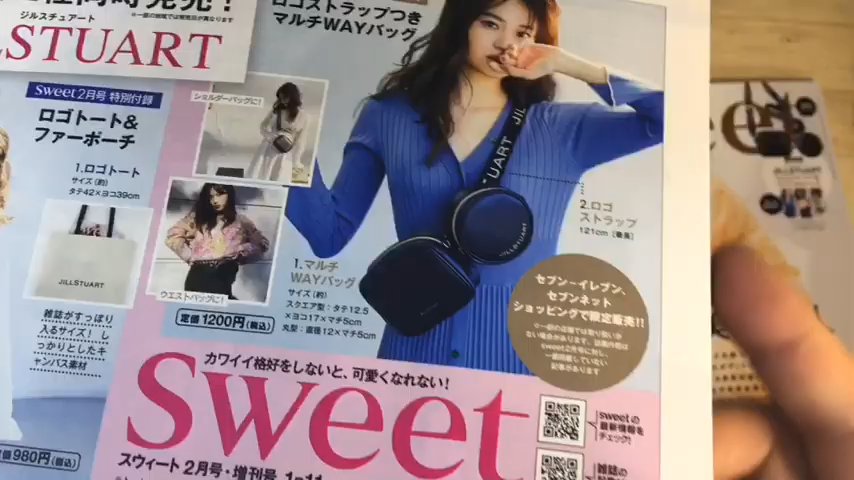 ジルスチュアート
STUART
Sweet2月号 特別付録
ロゴトート&
ファーポーチ
1.ロゴトート
サイズ(約)
タテ42×ヨコ39cm
JILLSTUART
雑誌がすっぽり
入るサイズ! し
っかりとしたキ
ャンバス素材
980円(税込)
ロゴストラップつき
マルチWAYバッグ
ショルダーバッグに!
ウエストバッグに!
定価1200円(税込)
1.マルチ
WAYバッグ
サイズ(約)
スクエア型:タテ12.5
×ヨコ17×マチ5cm
丸型:直径12×マチ5cm
UART JIL
JILLSTUART
2.ロゴ
ストラップ
121cm [最長]
セブン-イレブン、
セブンネット
ショッピングで限定販売!!
カワイイ格好をしないと、可愛くなれない!
Sweet
スウィート 2月号・増刊号
sweetの
最新情報を
チェック!
雑誌の